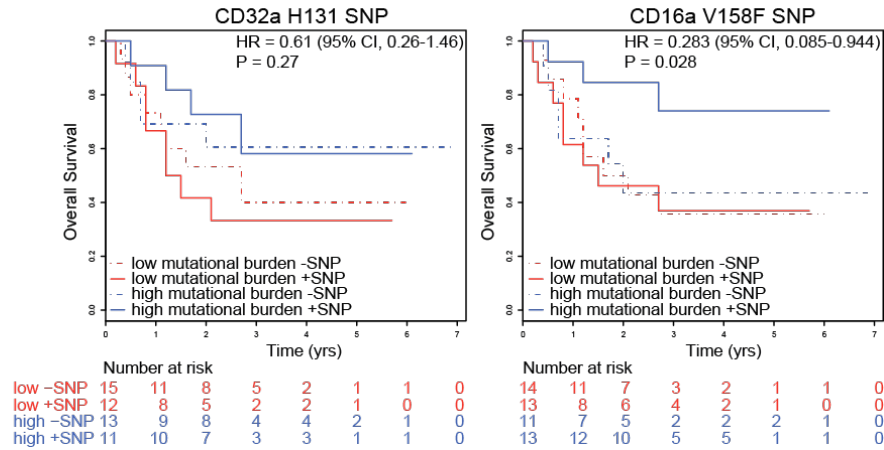 CD32a H131 SNP
HR = 0.61 (95% CI, 0.26-1.46)
P = 0.27
Overall Survival
1.0
0.8
0.6
0.4
0.2
0.0
low mutational burden -SNP
low mutational burden +SNP
high mutational burden -SNP
high mutational burden +SNP
0 1 2 3 4 5 6 7
Time (yrs)
CD16a V158F SNP
HR = 0.283 (95% CI, 0.085-0.944)
P = 0.028
Overall Survival
1.0
0.8
0.6
0.4
0.2
0.0
low mutational burden -SNP
low mutational burden +SNP
high mutational burden -SNP
high mutational burden +SNP
0 1 2 3 4 5 6 7
Time (yrs)
Number at risk
low −SNP 15 11 8 5 2 1 1 0
low +SNP 12 8 5 2 2 1 0 0
high −SNP 13 9 8 4 4 2 1 0
high +SNP 11 10 7 3 3 1 1 0
Number at risk
14 11 7 3 2 1 1 0
13 8 6 4 2 1 0 0
11 7 5 2 2 2 1 0
13 12 10 5 5 1 1 0